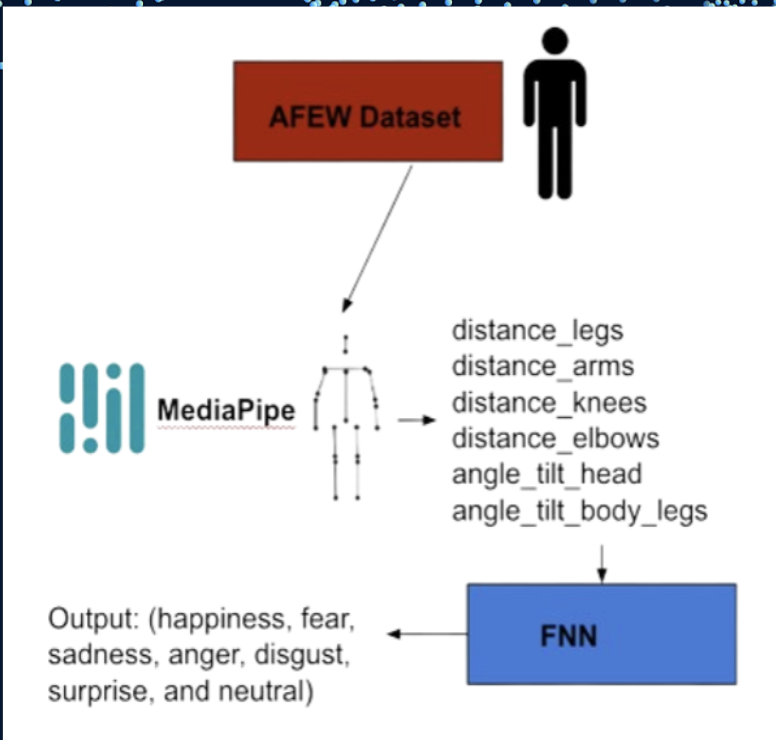 AFEW Dataset
MediaPipe
distance_legs
distance_arms
distance_knees
distance_elbows
angle_tilt_head
angle_tilt_body_legs
FNN
Output: (happiness, fear,
sadness, anger, disgust,
surprise, and neutral)